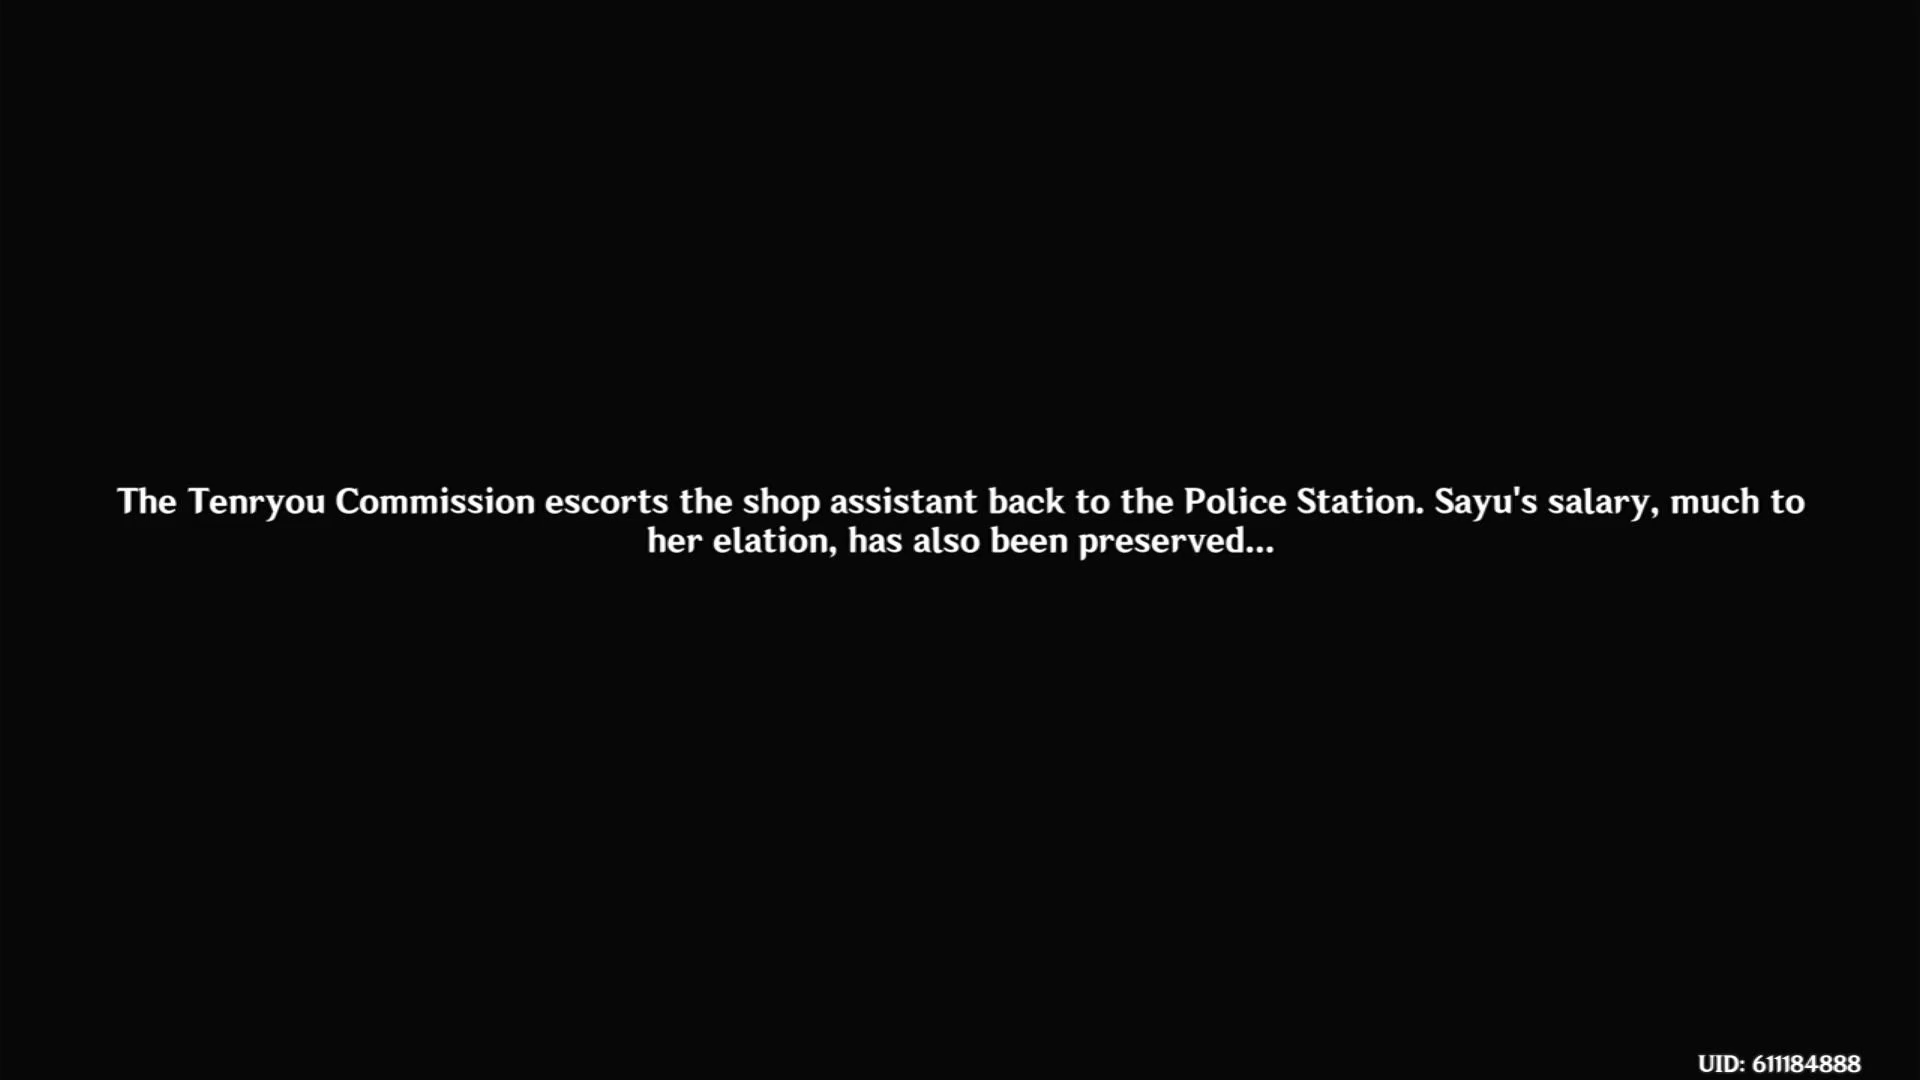 The Tenryou Commission escorts the shop assistant back to the Police Station. Sayu's salary, much to
her elation, has also been preserved...
UID: 611184888